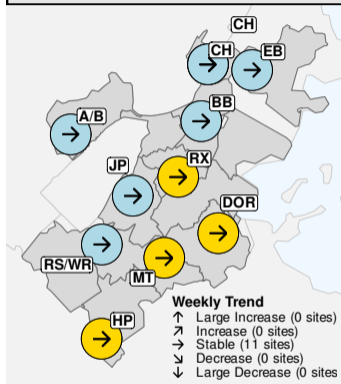 CH
CH
EB
BB
A/B
RX
JP
DOR
RS/WR
MT
HP
Weekly Trend
↑ Large Increase (0 sites)
↗ Increase (0 sites)
→ Stable (11 sites)
↘ Decrease (0 sites)
↓ Large Decrease (0 sites